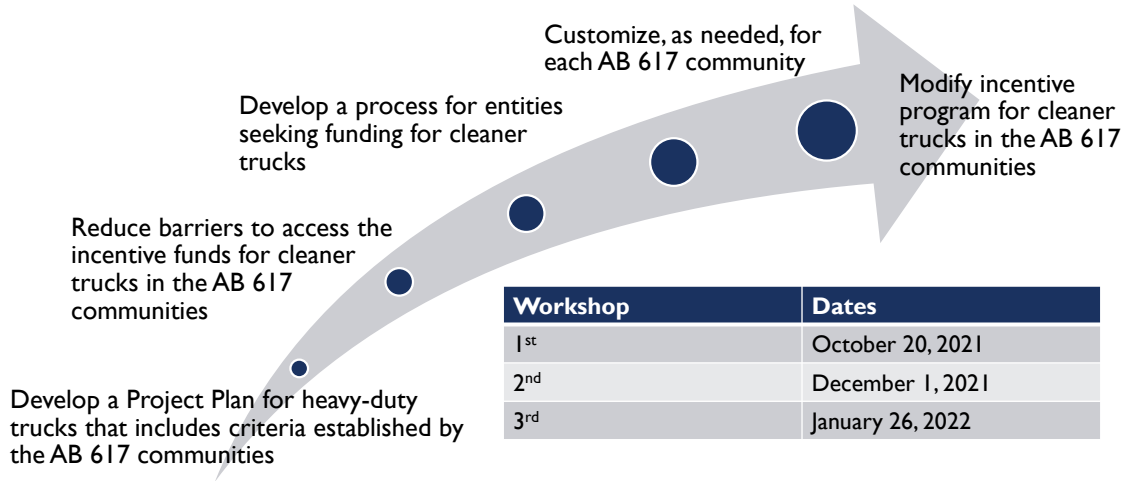 Customize, as needed, for
each AB 617 community
Modify incentive
program for cleaner
trucks in the AB 617
communities
Develop a process for entities
seeking funding for cleaner
trucks
Reduce barriers to access the
incentive funds for cleaner
trucks in the AB 617
communities
Develop a Project Plan for heavy-duty
trucks that includes criteria established by
the AB 617 communities
Workshop Dates
1st October 20, 2021
2nd December 1, 2021
3rd January 26, 2022